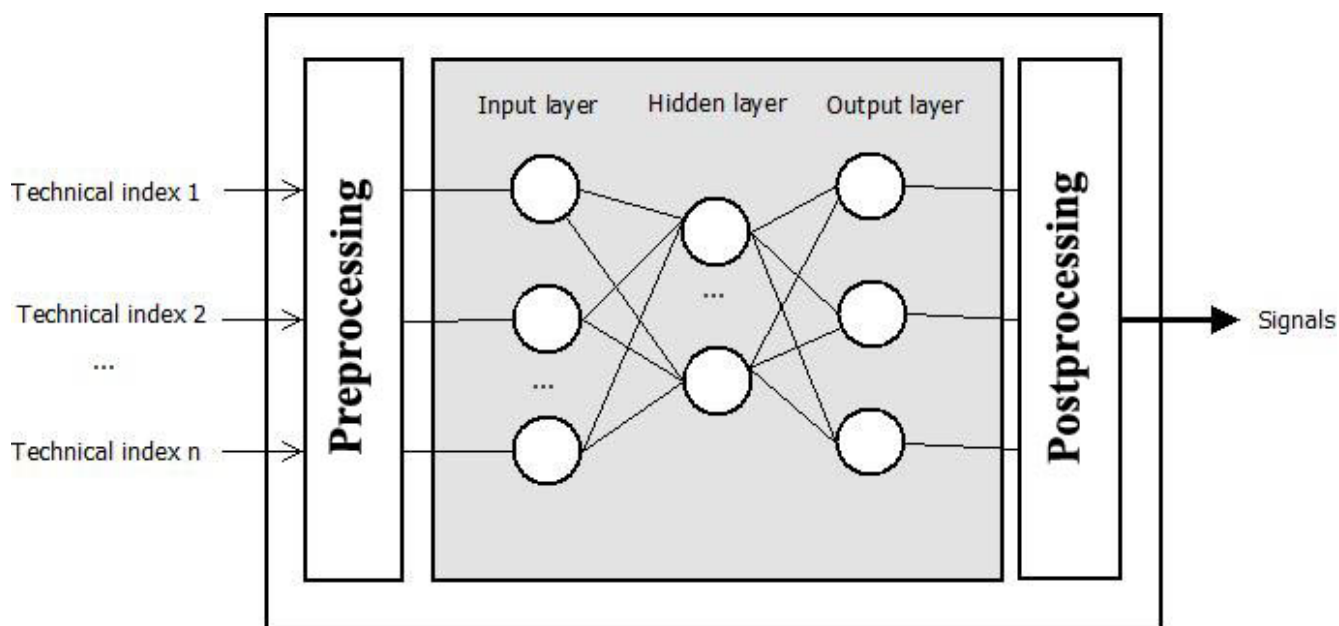 Input layer
Hidden layer
Output layer
Technical index 1
Technical index 2
...
Technical index n
Preprocessing
...
...
Postprocessing
Signals